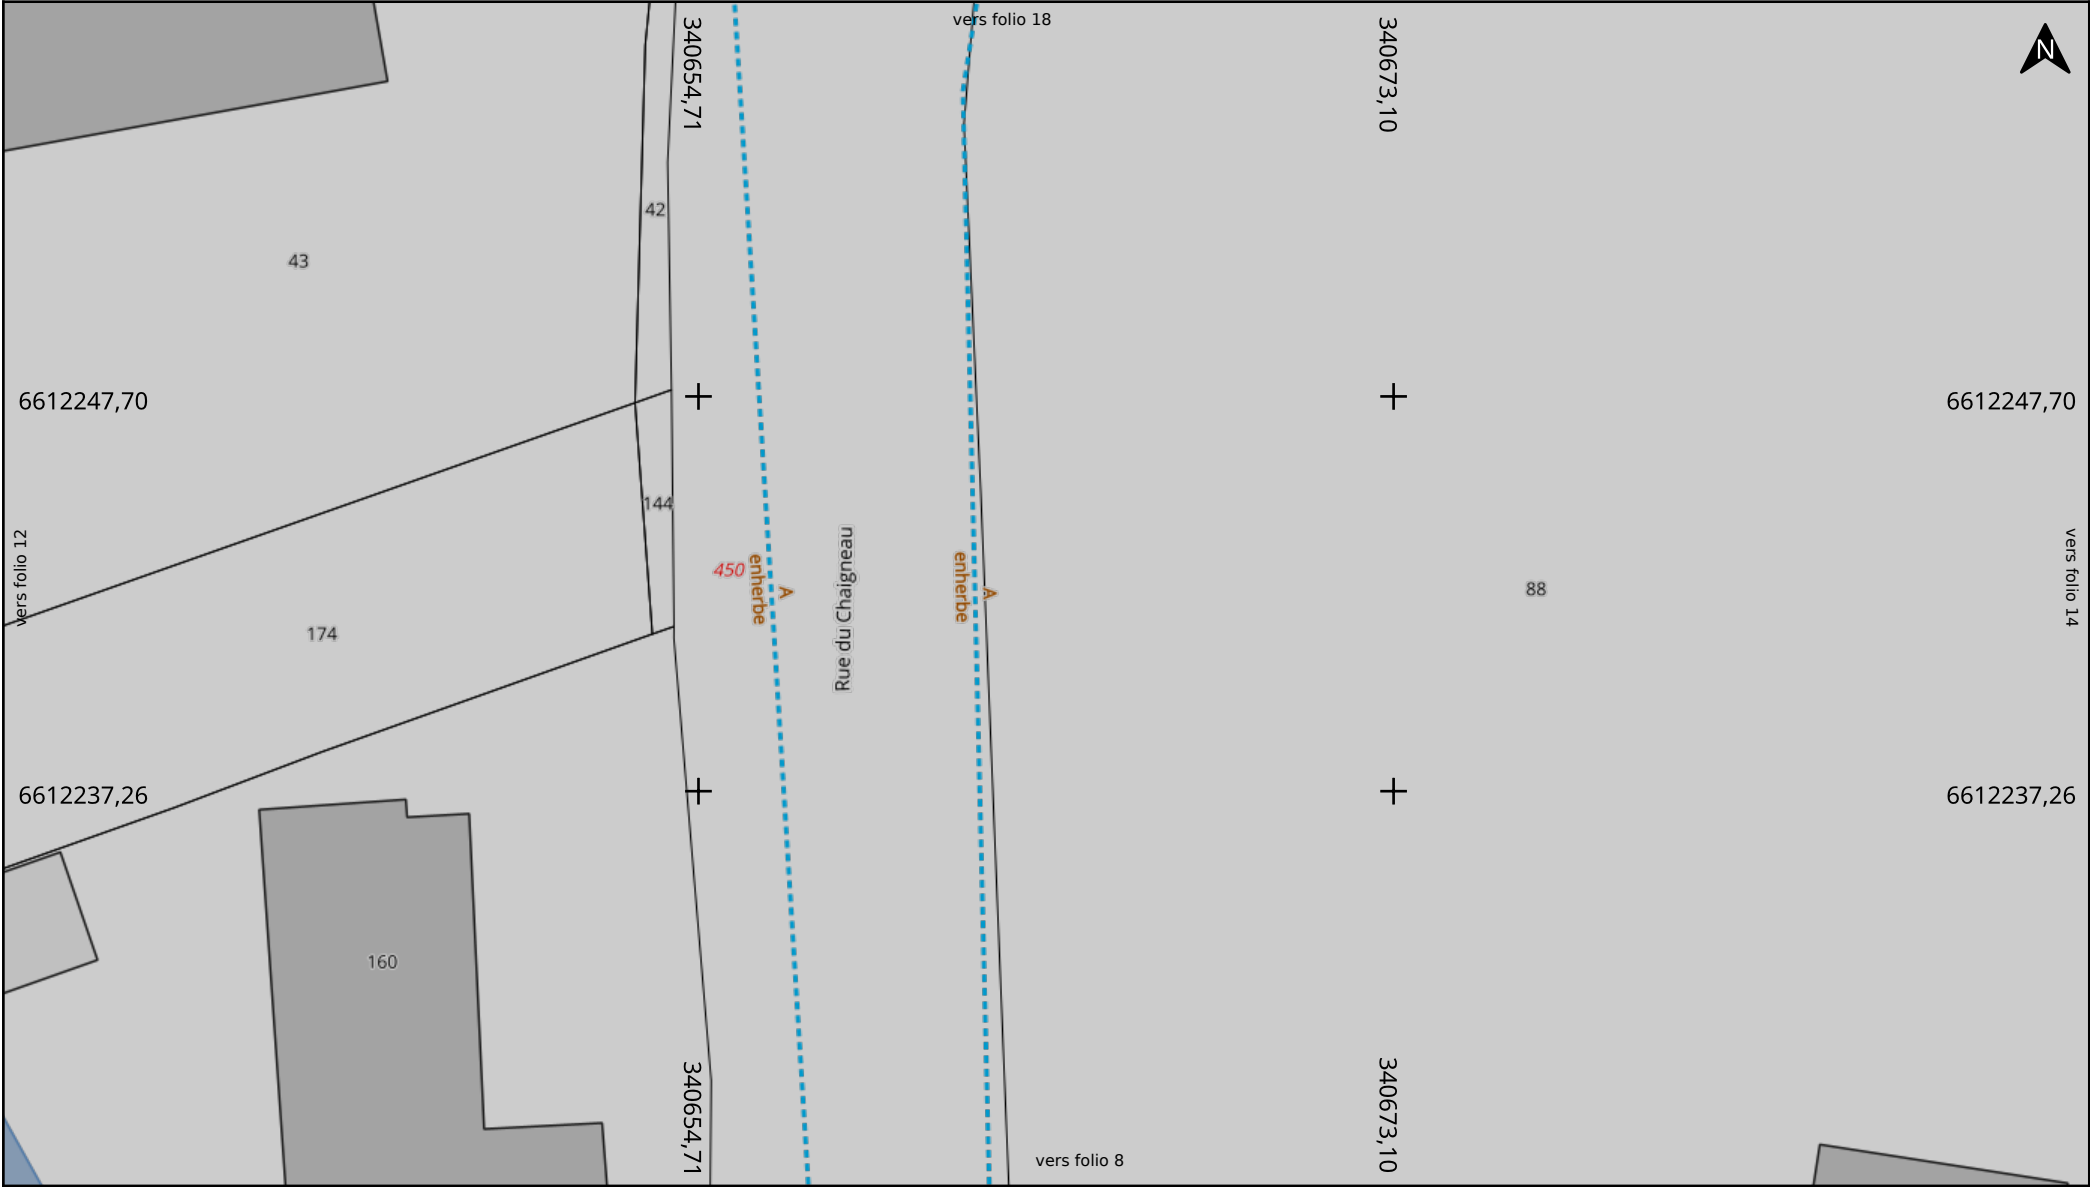 vers folio 18
340654,71
340673,10
N
42
43
6612247,70
6612247,70
144
vers folio 12
450
enherbe
A
Rue du Chaigneau
enherbe
A
88
vers folio 14
174
6612237,26
6612237,26
160
340654,71
340673,10
vers folio 8